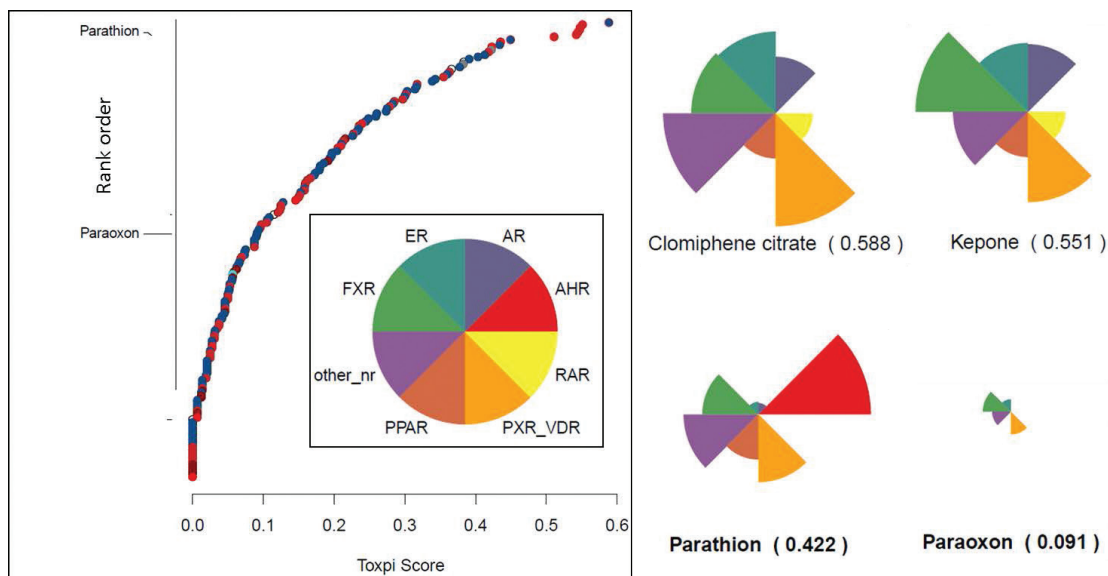 Parathion
Rank order
Paraoxon
ER
AR
FXR
AHR
other_nr
RAR
PPAR
PXR_VDR
0.0
0.1
0.2
0.3
0.4
0.5
0.6
Toxpi Score
Clomiphene citrate ( 0.588 )
Kepone ( 0.551 )
Parathion ( 0.422 )
Paraoxon ( 0.091 )